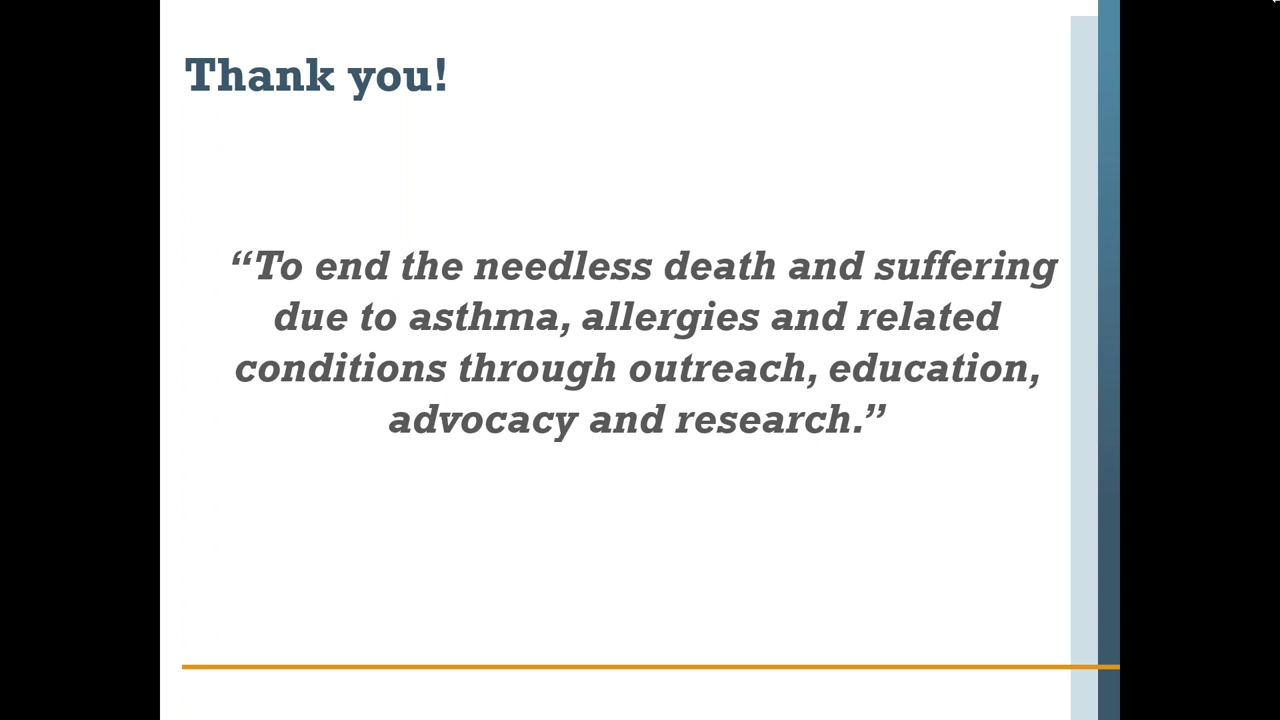 Thank you!
“To end the needless death and suffering
due to asthma, allergies and related
conditions through outreach, education,
advocacy and research.”